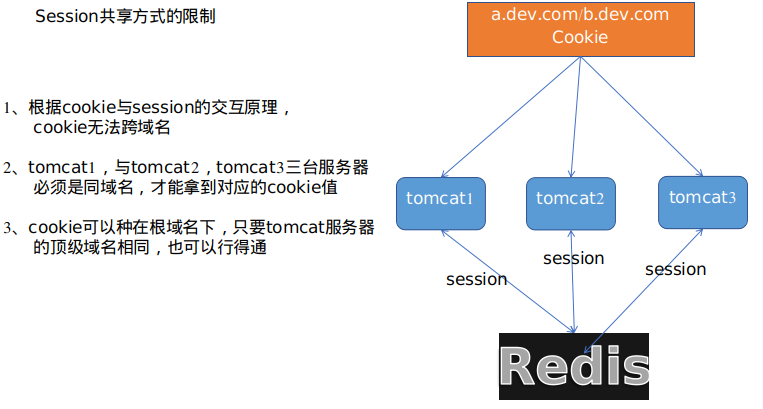 Session共享方式的限制
1、根据cookie与session的交互原理，
cookie无法跨域名
2、tomcat1，与tomcat2，tomcat3三台服务器
必须是同域名，才能拿到对应的cookie值
3、cookie可以种在根域名下，只要tomcat服务器
的顶级域名相同，也可以行得通
a.dev.com/b.dev.com
Cookie
tomcat1
tomcat2
tomcat3
session
session
session
Redis